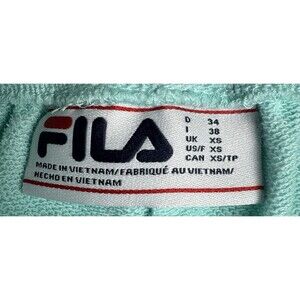 FILA
D 34
I 38
UK XS
US/F XS
CAN XS/TP
MADE IN VIETNAM/FABRIQUÉ AU VIETNAM/
HECHO EN VIETNAM